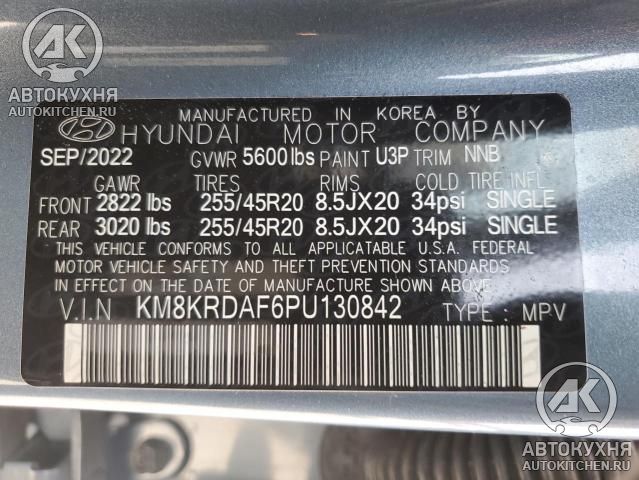 АВТОКУХНЯ
AUTOKITCHEN.RU
MANUFACTURED IN KOREA BY
HYUNDAI MOTOR COMPANY
SEP/2022 GVWR 5600 lbs PAINT U3P TRIM NNB
GAWR TIRES RIMS COLD TIRE INFL
FRONT 2822 lbs 255/45R20 8.5JX20 34psi SINGLE
REAR 3020 lbs 255/45R20 8.5JX20 34psi SINGLE
THIS VEHICLE CONFORMS TO ALL APPLICABLE U.S.A. FEDERAL
MOTOR VEHICLE SAFETY AND THEFT PREVENTION STANDARDS
IN EFFECT ON THE DATE OF MANUFACTURE SHOWN ABOVE.
V.I.N KM8KRDAF6PU130842 TYPE : MPV
AK
АВТОКУХНЯ
AUTOKITCHEN.RU